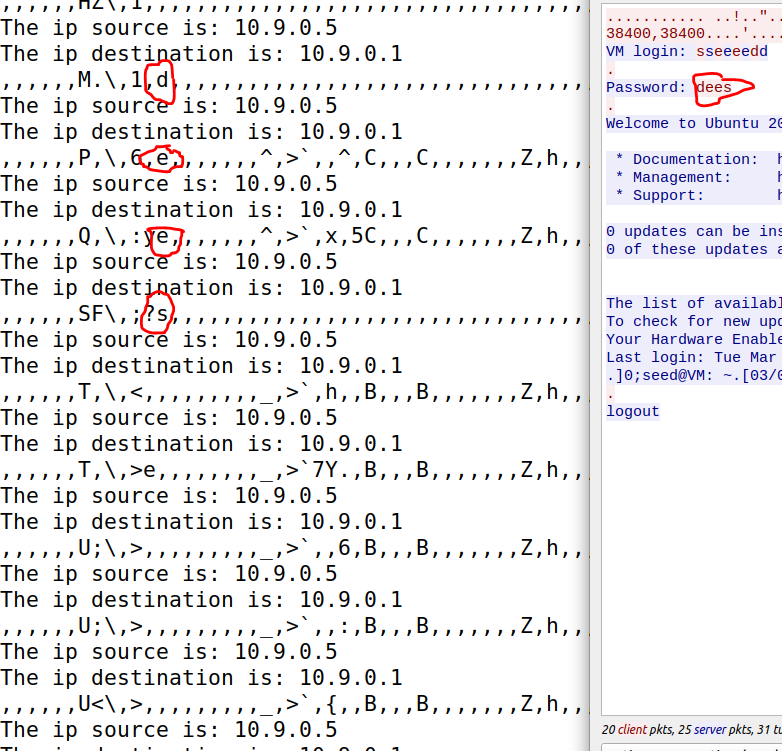 ,,,,,,HZ\,1,,,,,,,,,,,,,,,,,,,,,,,,,,,,,,,,,
The ip source is: 10.9.0.5
The ip destination is: 10.9.0.1
,,,,,,M.\,1,d,,,,,,,,,,,,,,,,,,,,,,,,,,,,,,,,
The ip source is: 10.9.0.5
The ip destination is: 10.9.0.1
,,,,,,P,\,6,e,,,,,,,^,>`,,^,C,,,C,,,,,,,Z,h,,,
The ip source is: 10.9.0.5
The ip destination is: 10.9.0.1
,,,,,,Q,\,:ye,,,,,,,^,>`,x,5C,,,C,,,,,,,Z,h,,,
The ip source is: 10.9.0.5
The ip destination is: 10.9.0.1
,,,,,,SF\,;?s,,,,,,,,,,,,,,,,,,,,,,,,,,,,,,,,
The ip source is: 10.9.0.5
The ip destination is: 10.9.0.1
,,,,,,T,\,<,,,,,,,,,_,>`,h,,B,,,B,,,,,,,Z,h,,,
The ip source is: 10.9.0.5
The ip destination is: 10.9.0.1
,,,,,,T,\,>e,,,,,,,,_,>`7Y.,B,,,B,,,,,,,Z,h,,,
The ip source is: 10.9.0.5
The ip destination is: 10.9.0.1
,,,,,,U;\,>,,,,,,,,,_,>`,,6,B,,,B,,,,,,,Z,h,,,
The ip source is: 10.9.0.5
The ip destination is: 10.9.0.1
,,,,,,U;\,>,,,,,,,,,_,>`,,:,B,,,B,,,,,,,Z,h,,,
The ip source is: 10.9.0.5
The ip destination is: 10.9.0.1
,,,,,,U<\,>,,,,,,,,,_,>`,{,,B,,,B,,,,,,,Z,h,,,
The ip source is: 10.9.0.5
........... ..!.."..
38400,38400....'....
VM login: sseeeedd
.
Password: dees
.
Welcome to Ubuntu 20
* Documentation: h
* Management: h
* Support: h
0 updates can be ins
0 of these updates a
The list of availabl
To check for new upd
Your Hardware Enable
Last login: Tue Mar
.]0;seed@VM: ~.[03/0
.
logout
20 client pkts, 25 server pkts, 31 tu